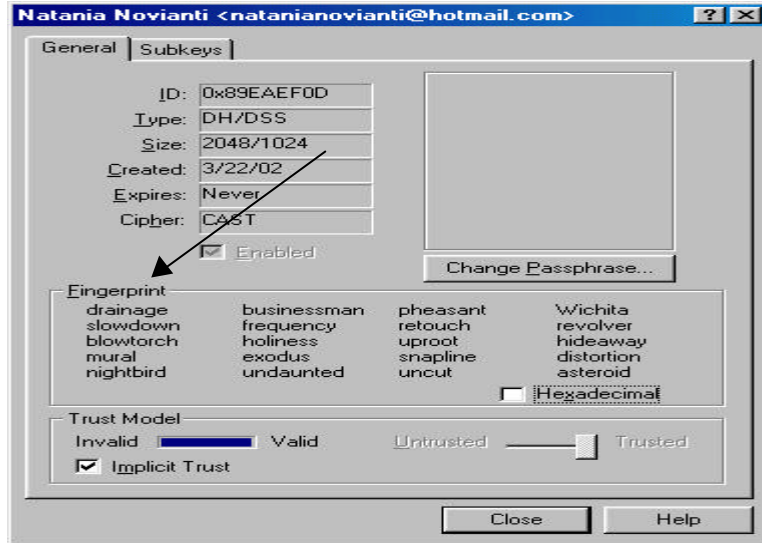 Natania Novianti <natanianovianti@hotmail.com>
General Subkeys
ID: 0x89EAEF0D
Type: DH/DSS
Size: 2048/1024
Created: 3/22/02
Expires: Never
Cipher: CAST
Enabled
Change Passphrase...
Fingerprint
drainage businessman pheasant Wichita
slowdown frequency retouch revolver
blowtorch holiness uproot hideaway
mural exodus snapline distortion
nightbird undaunted uncut asteroid
Hexadecimal
Trust Model
Invalid Valid Untrusted Trusted
Implicit Trust
Close Help